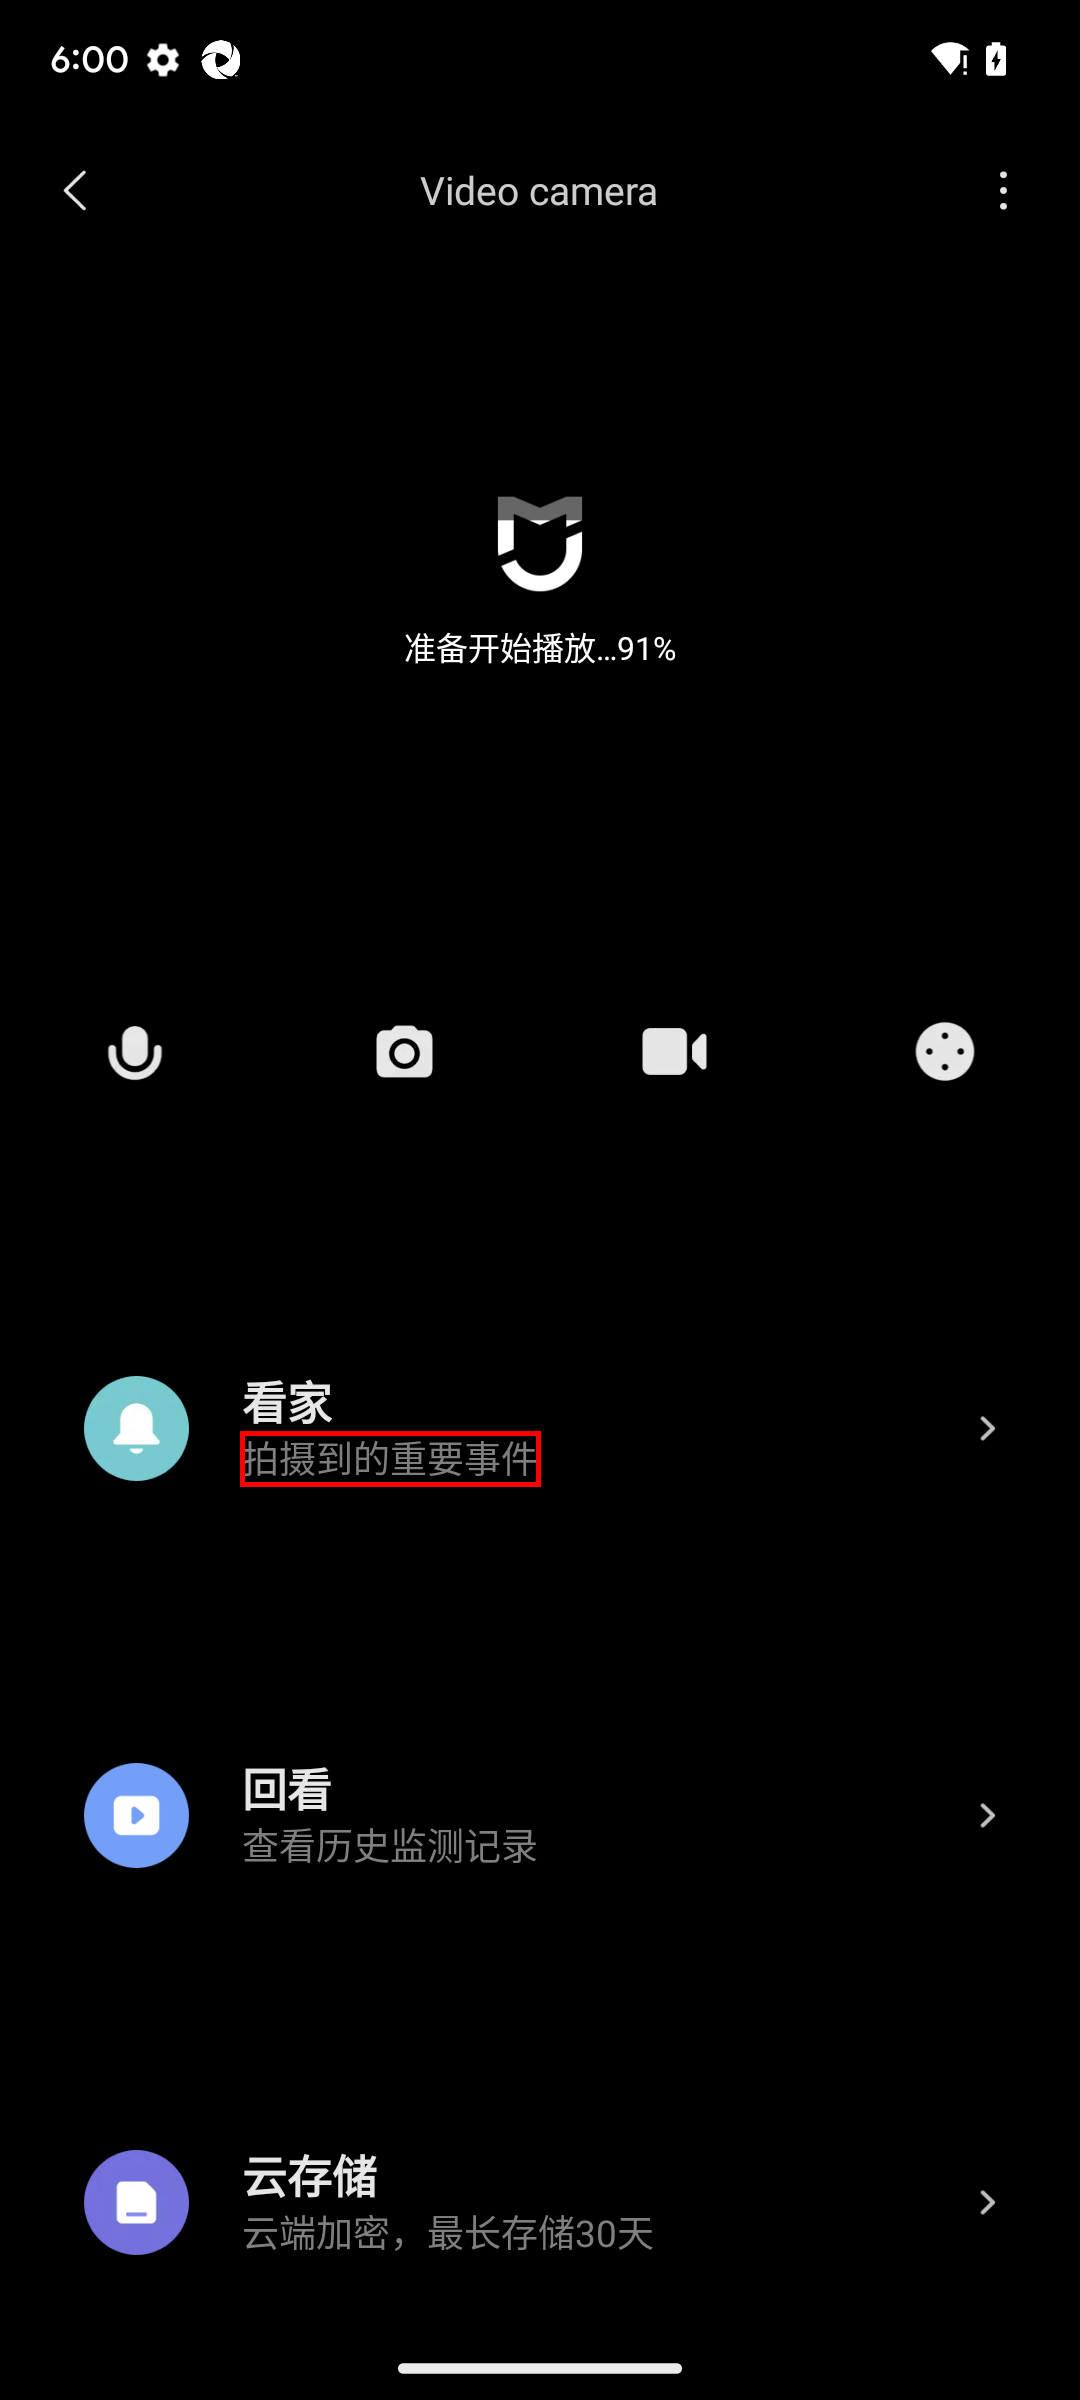 6:00
Video camera
准备开始播放...91%
看家
拍摄到的重要事件
回看
查看历史监测记录
云存储
云端加密，最长存储30天